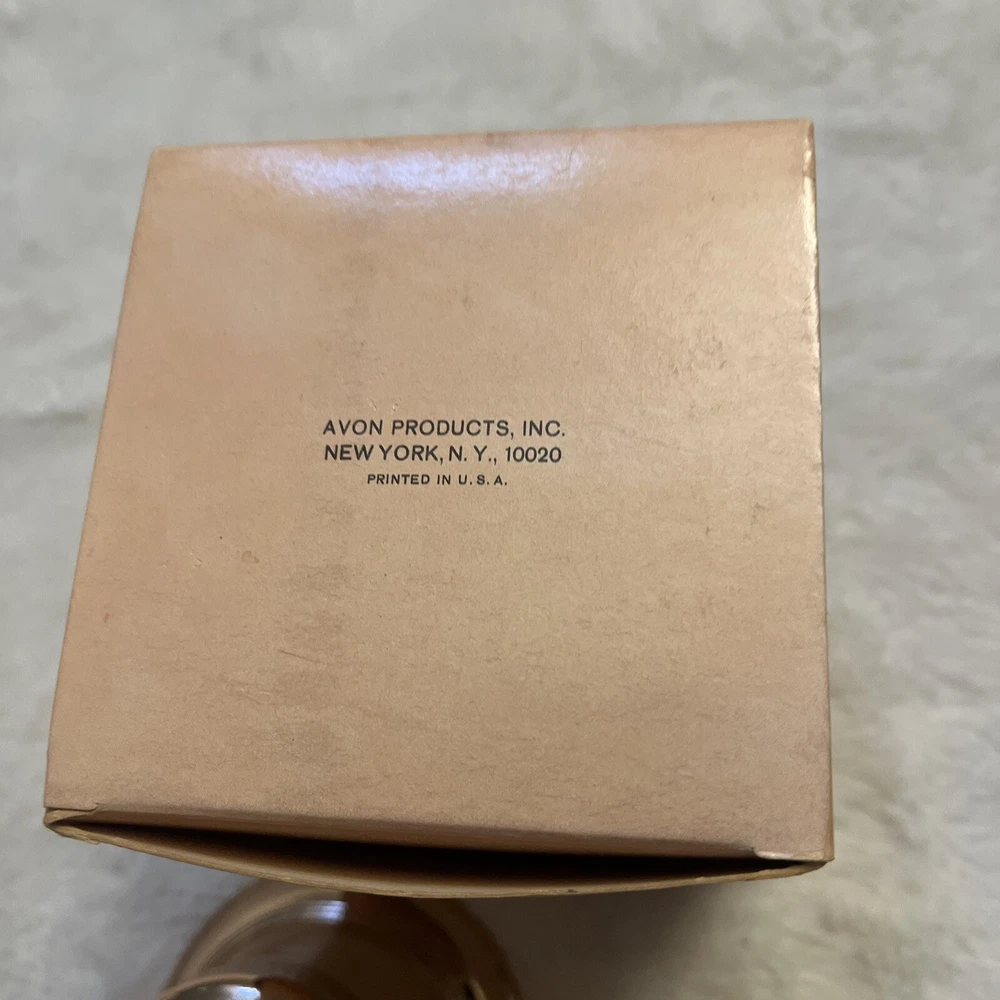 AVON PRODUCTS, INC.
NEW YORK, N. Y., 10020
PRINTED IN U. S. A.